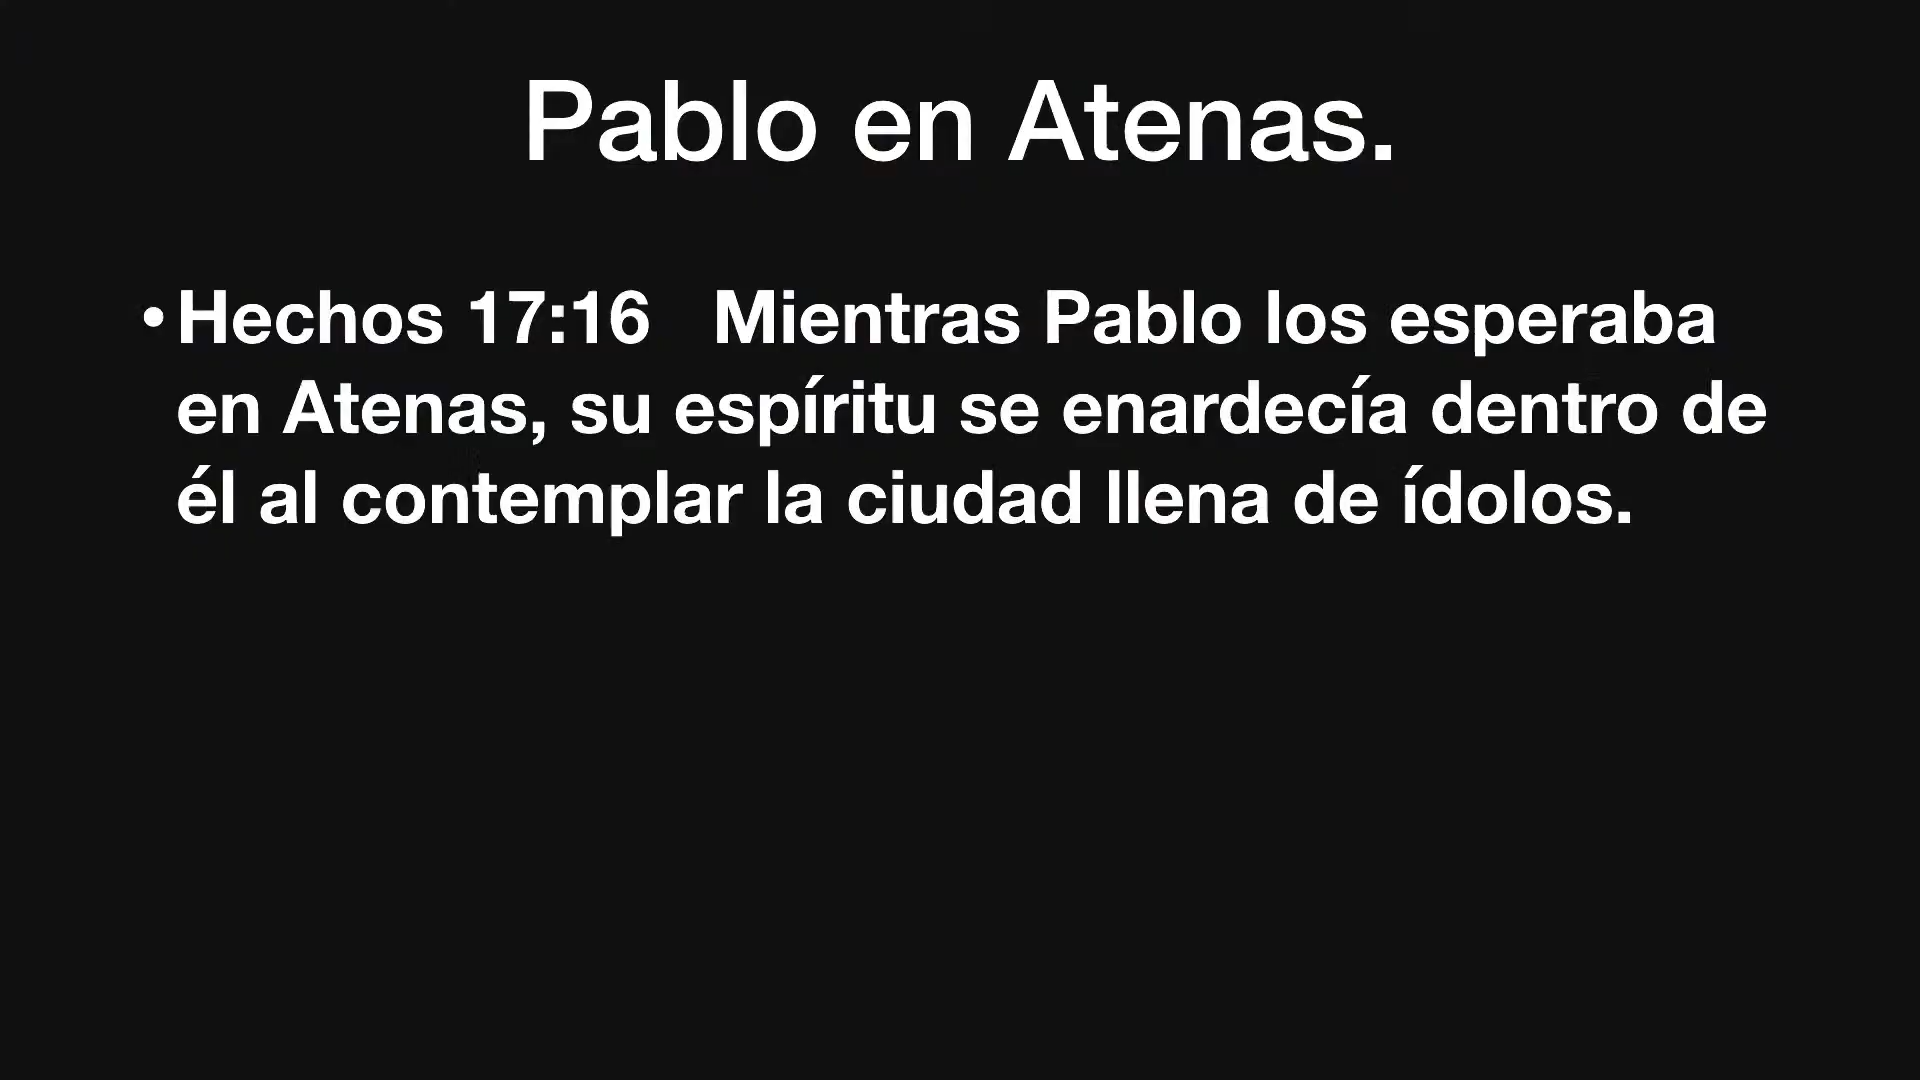 Pablo en Atenas.
•Hechos 17:16   Mientras Pablo los esperaba
en Atenas, su espíritu se enardecía dentro de
él al contemplar la ciudad llena de ídolos.